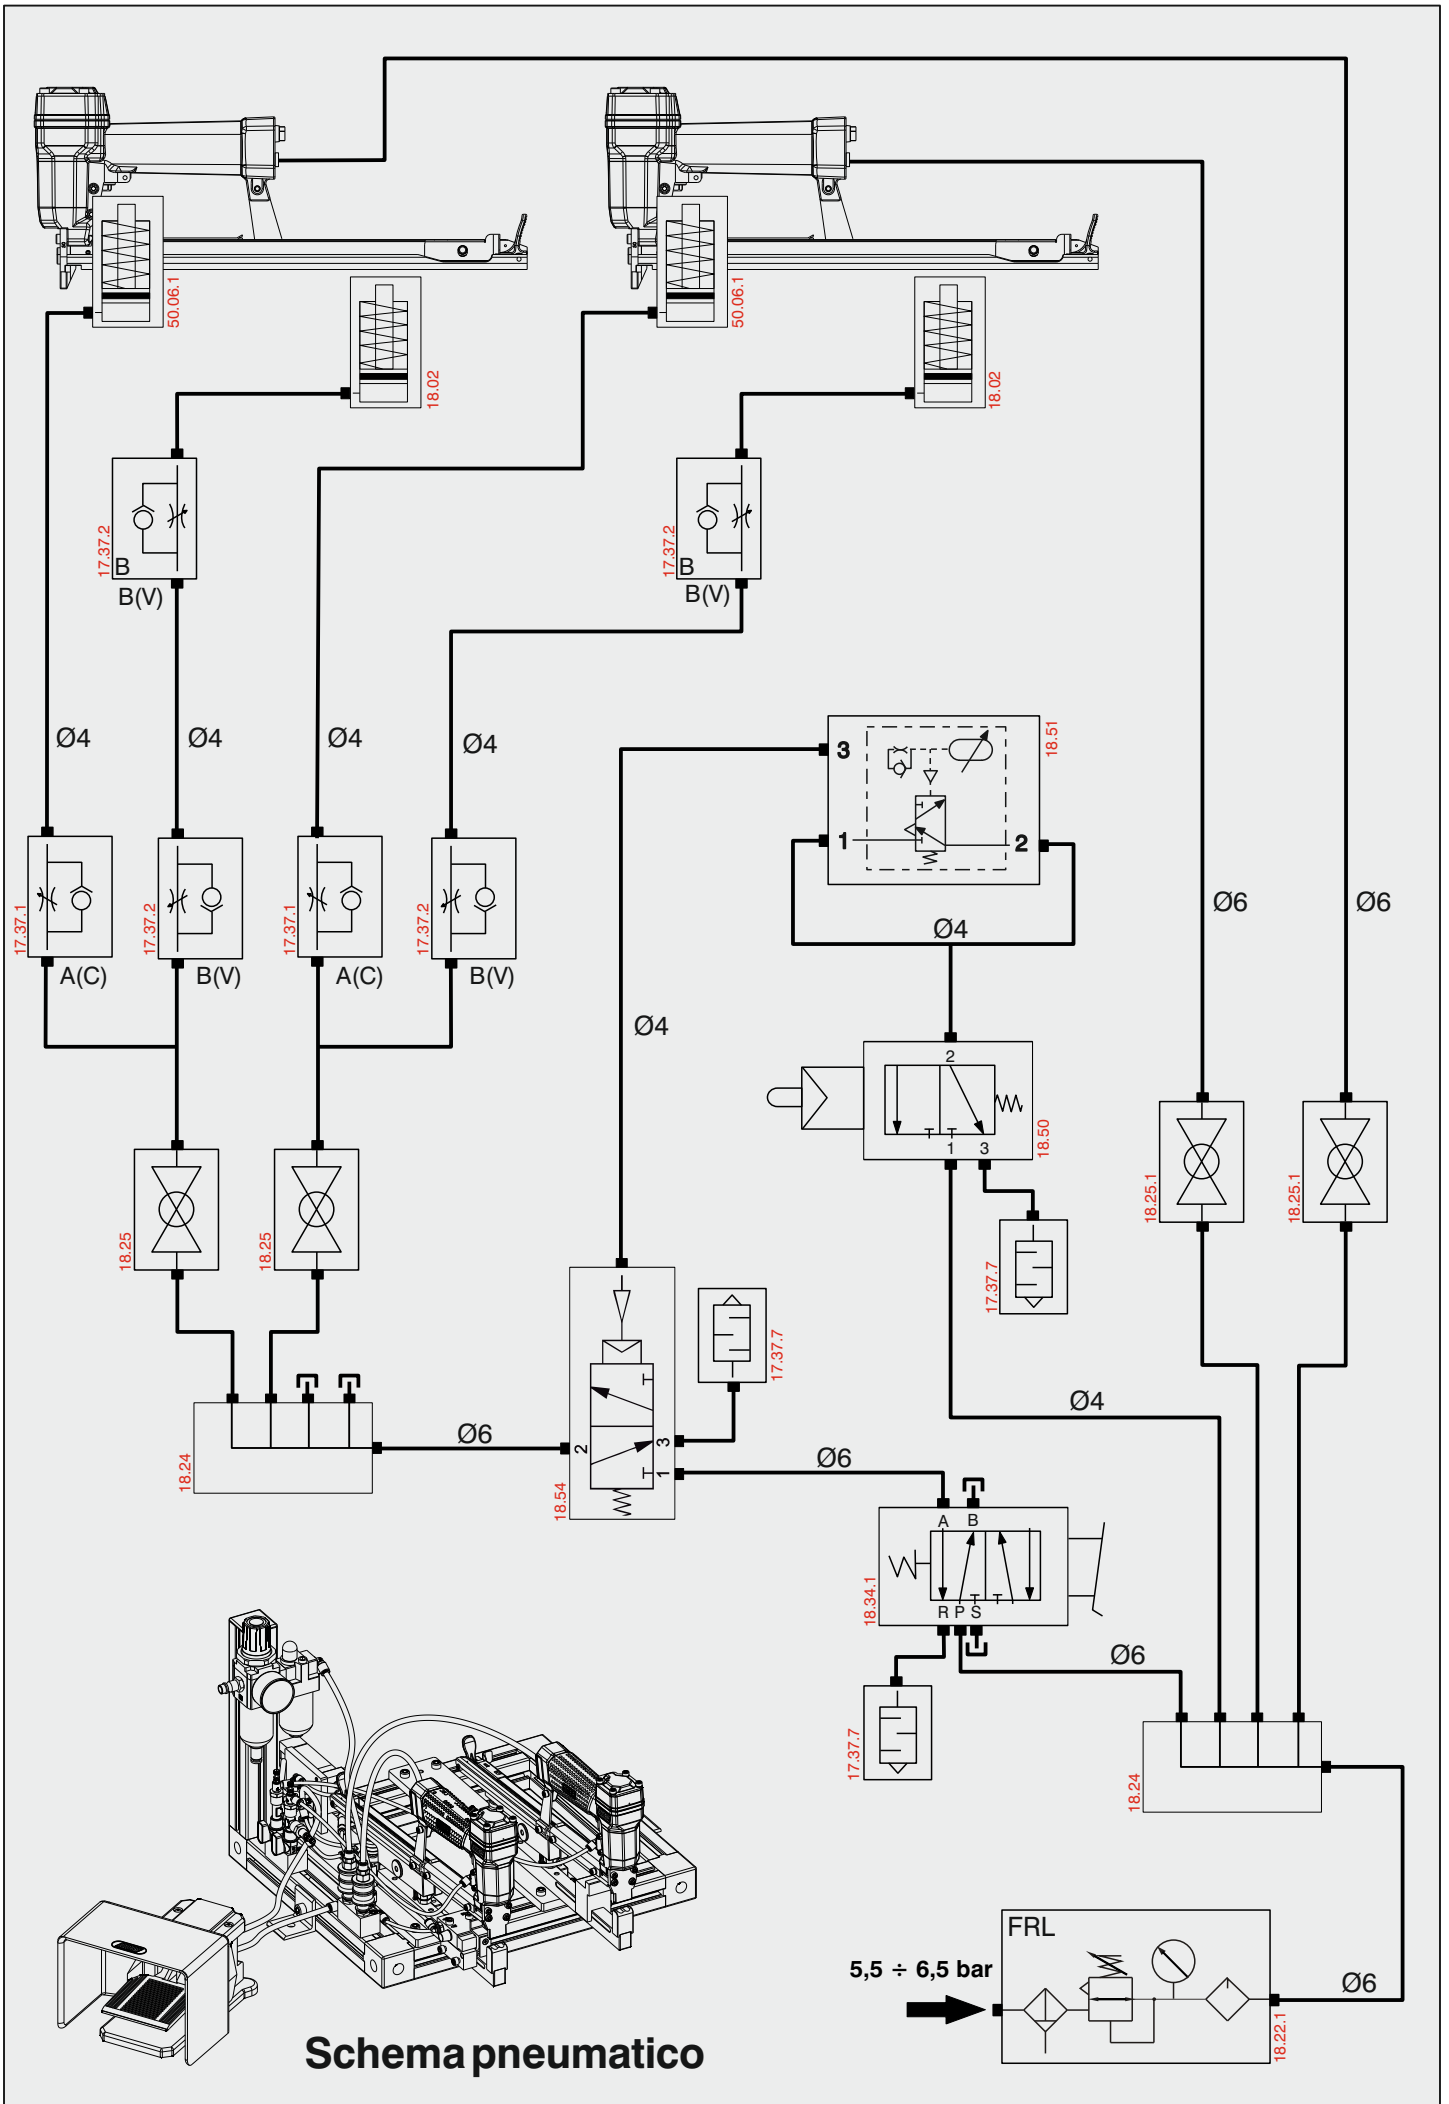 50.06.1
50.06.1
18.02
18.02
17.37.2
B
B(V)
17.37.2
B
B(V)
Ø4
Ø4
Ø4
Ø4
18.51
3
1
2
17.37.1
A(C)
17.37.2
B(V)
17.37.1
A(C)
17.37.2
B(V)
Ø4
Ø6
Ø6
Ø4
2
1 3
18.50
18.25
18.25
18.25.1
18.25.1
17.37.7
17.37.7
Ø4
18.24
Ø6
2
3
1
18.54
Ø6
A B
R P S
18.34.1
Ø6
17.37.7
18.24
FRL
5,5 ÷ 6,5 bar
Ø6
18.22.1
Schema pneumatico